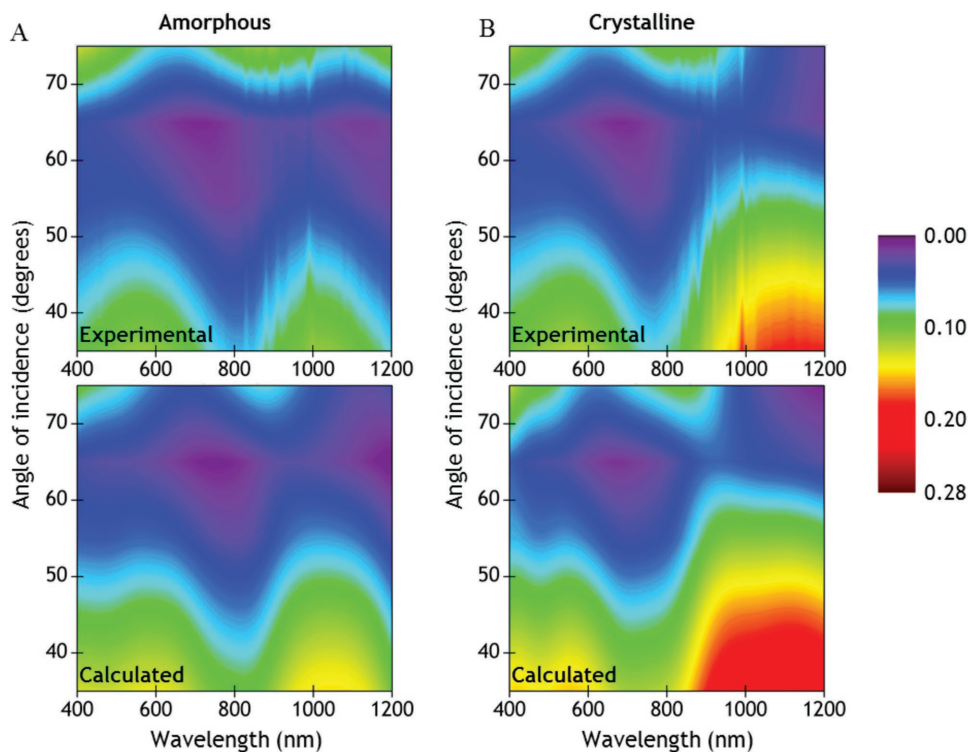 A
Amorphous
B
Crystalline
Angle of incidence (degrees)
70
60
50
40
Experimental
400 600 800 1000 1200
Angle of incidence (degrees)
70
60
50
40
Experimental
400 600 800 1000 1200
70
60
50
40
Calculated
400 600 800 1000 1200
Wavelength (nm)
70
60
50
40
Calculated
400 600 800 1000 1200
Wavelength (nm)
0.00
0.10
0.20
0.28